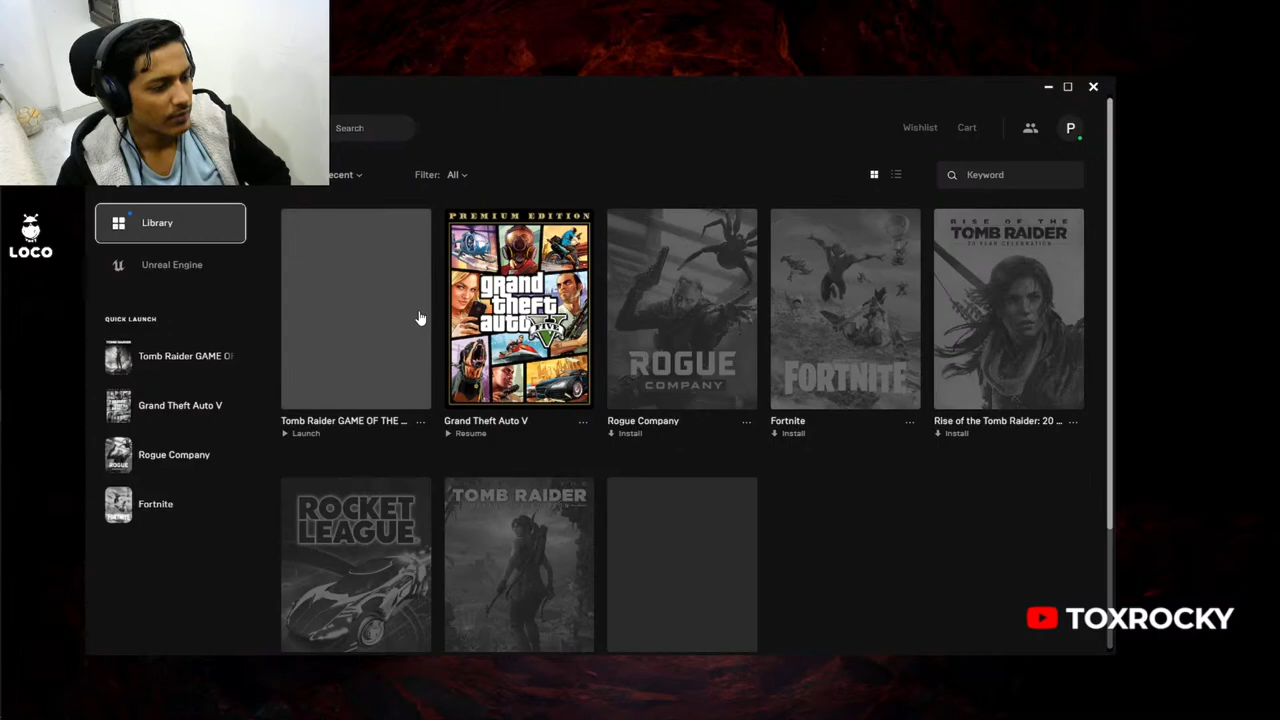 Search
Wishlist
Cart
P
ecent
Filter: All
Keyword
LOCO
Library
Unreal Engine
QUICK LAUNCH
Tomb Raider GAME OF
Grand Theft Auto V
Rogue Company
Fortnite
PREMIUM EDITION
grand
theft
auto
V
FIVE
ROGUE
COMPANY
FORTNITE
RISE OF THE
TOMB RAIDER
20 YEAR CELEBRATION
Tomb Raider GAME OF THE ...
Launch
Grand Theft Auto V
Resume
Rogue Company
Install
Fortnite
Install
Rise of the Tomb Raider: 20 ...
Install
ROCKET
LEAGUE
TOMB RAIDER
TOXROCKY